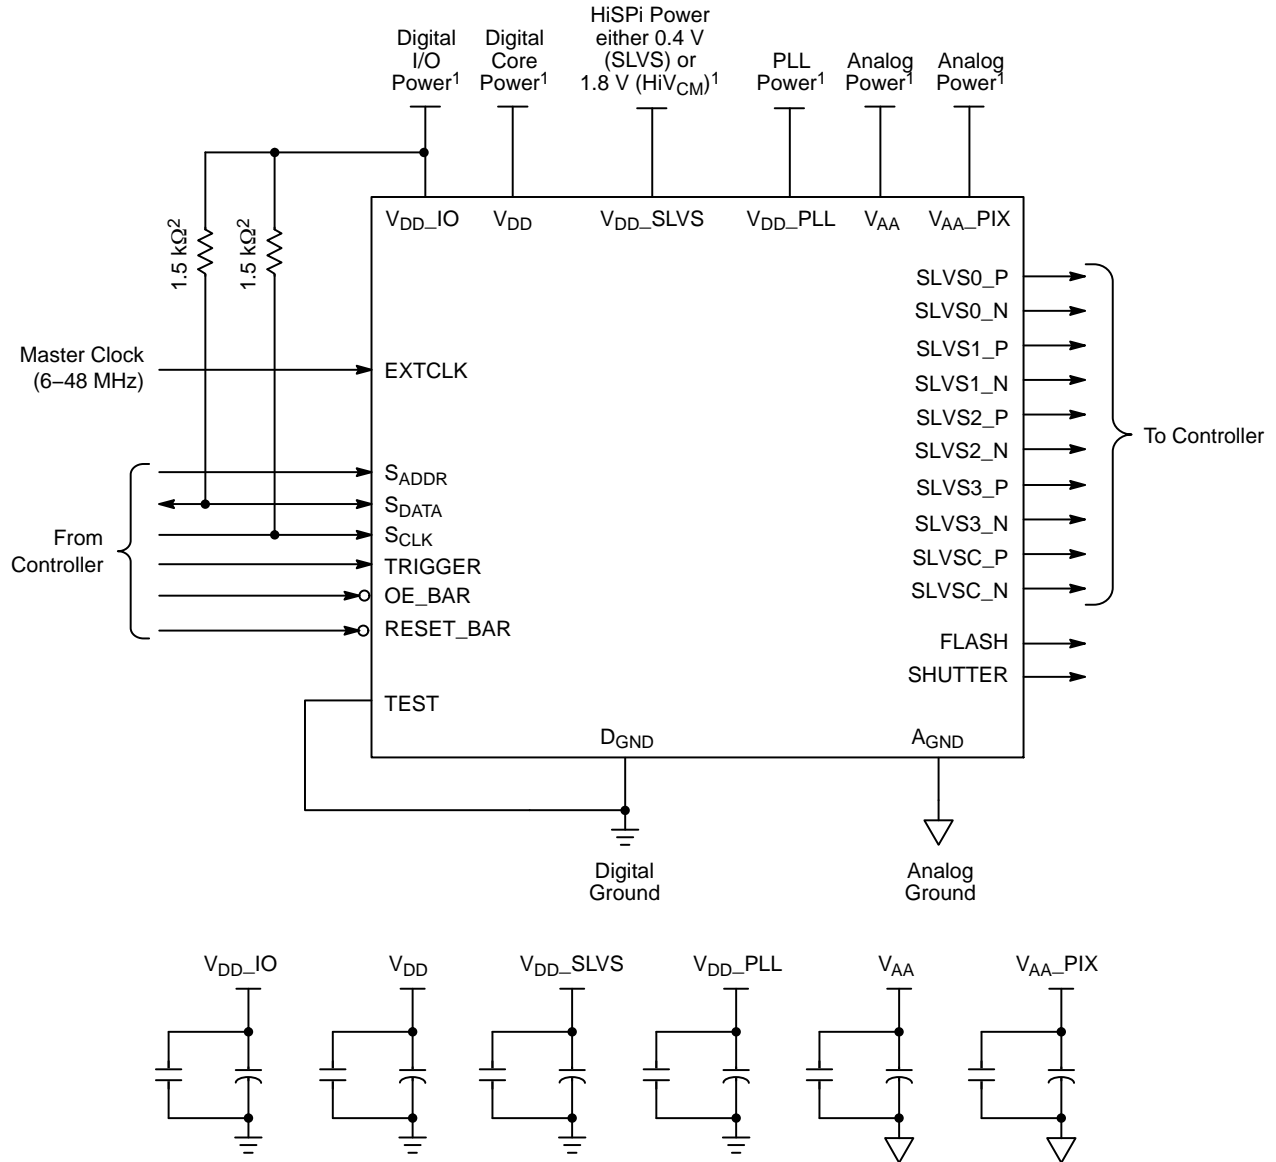 Digital
I/O
Power1
Digital
Core
Power1
HiSPi Power
either 0.4 V
(SLVS) or
1.8 V (HiVCM)1
PLL
Power1
Analog
Power1
Analog
Power1
VDD_IO
VDD
VDD_SLVS
VDD_PLL
VAA
VAA_PIX
1.5 kΩ2
1.5 kΩ2
Master Clock
(6–48 MHz)
EXTCLK
From
Controller
SADDR
SDATA
SCLK
TRIGGER
OE_BAR
RESET_BAR
TEST
SLVS0_P
SLVS0_N
SLVS1_P
SLVS1_N
SLVS2_P
SLVS2_N
SLVS3_P
SLVS3_N
SLVSC_P
SLVSC_N
To Controller
FLASH
SHUTTER
DGND
AGND
Digital
Ground
Analog
Ground
VDD_IO
VDD
VDD_SLVS
VDD_PLL
VAA
VAA_PIX